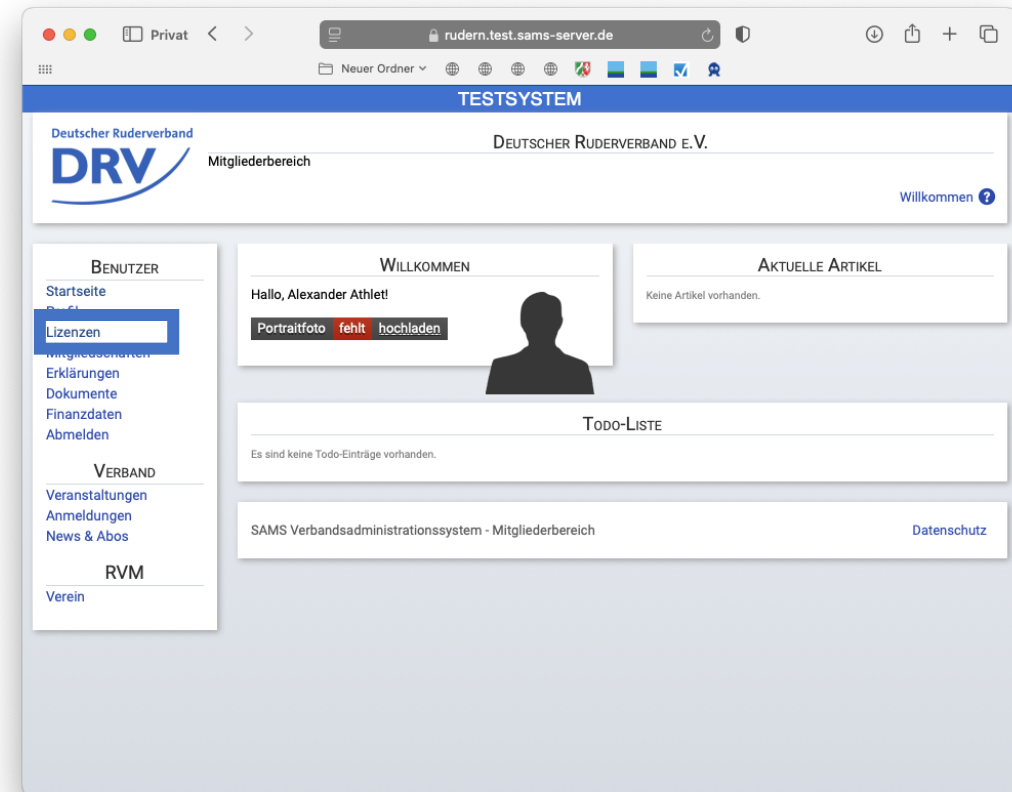 Privat
rudern.test.sams-server.de
Neuer Ordner
TESTSYSTEM
Deutscher Ruderverband
DRV
DEUTSCHER RUDERVERBAND E.V.
Mitgliederbereich
Willkommen ?
BENUTZER
Startseite
Profil
Lizenzen
Mitgliedschaften
Erklärungen
Dokumente
Finanzdaten
Abmelden
VERBAND
Veranstaltungen
Anmeldungen
News & Abos
RVM
Verein
WILLKOMMEN
Hallo, Alexander Athlet!
Portraitfoto fehlt hochladen
AKTUELLE ARTIKEL
Keine Artikel vorhanden.
TODO-LISTE
Es sind keine Todo-Einträge vorhanden.
SAMS Verbandsadministrationssystem - Mitgliederbereich
Datenschutz